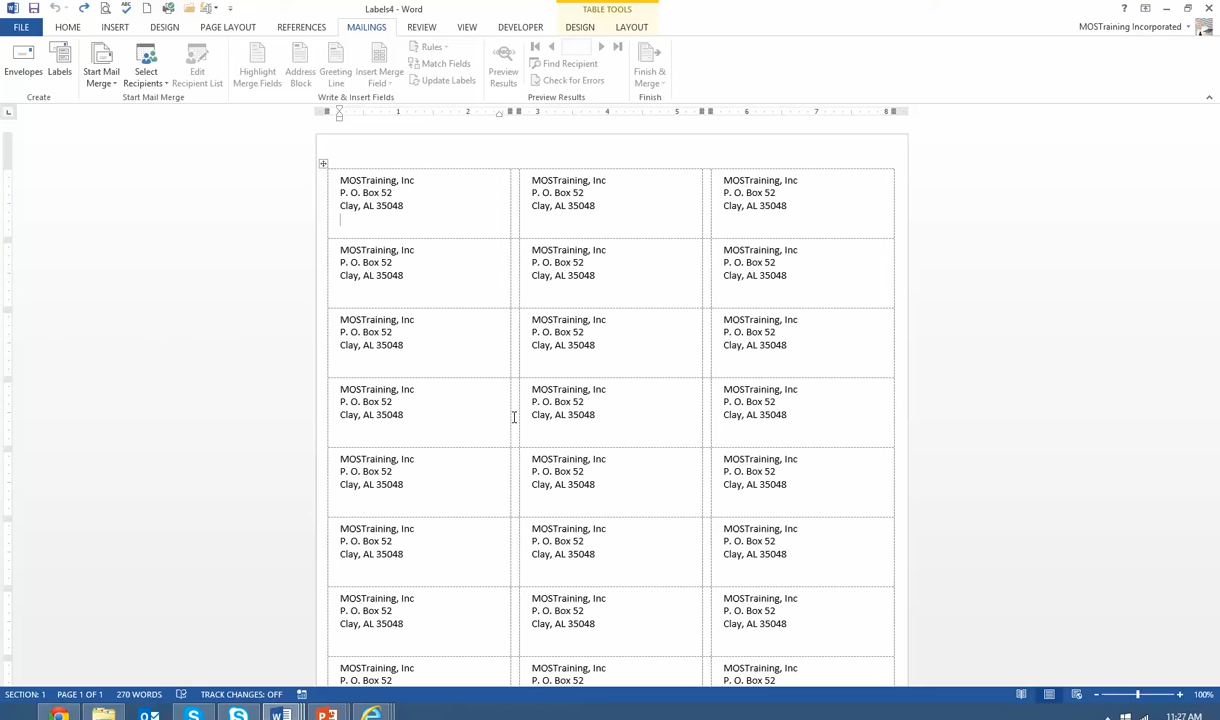 Labels4 - Word
TABLE TOOLS
FILE HOME INSERT DESIGN PAGE LAYOUT REFERENCES MAILINGS REVIEW VIEW DEVELOPER DESIGN LAYOUT MOSTraining Incorporated
Envelopes Labels Start Mail Merge Select Recipients Edit Recipient List Highlight Merge Fields Address Block Greeting Line Insert Merge Field Rules Preview Results Finish & Merge
Match Fields Find Recipient
Update Labels Check for Errors
Create Start Mail Merge Write & Insert Fields Preview Results Finish
1 2 3 4 5 6 7 8
MOSTraining, Inc MOSTraining, Inc MOSTraining, Inc
P. O. Box 52 P. O. Box 52 P. O. Box 52
Clay, AL 35048 Clay, AL 35048 Clay, AL 35048
MOSTraining, Inc MOSTraining, Inc MOSTraining, Inc
P. O. Box 52 P. O. Box 52 P. O. Box 52
Clay, AL 35048 Clay, AL 35048 Clay, AL 35048
MOSTraining, Inc MOSTraining, Inc MOSTraining, Inc
P. O. Box 52 P. O. Box 52 P. O. Box 52
Clay, AL 35048 Clay, AL 35048 Clay, AL 35048
MOSTraining, Inc MOSTraining, Inc MOSTraining, Inc
P. O. Box 52 P. O. Box 52 P. O. Box 52
Clay, AL 35048 Clay, AL 35048 Clay, AL 35048
MOSTraining, Inc MOSTraining, Inc MOSTraining, Inc
P. O. Box 52 P. O. Box 52 P. O. Box 52
Clay, AL 35048 Clay, AL 35048 Clay, AL 35048
MOSTraining, Inc MOSTraining, Inc MOSTraining, Inc
P. O. Box 52 P. O. Box 52 P. O. Box 52
Clay, AL 35048 Clay, AL 35048 Clay, AL 35048
MOSTraining, Inc MOSTraining, Inc MOSTraining, Inc
P. O. Box 52 P. O. Box 52 P. O. Box 52
Clay, AL 35048 Clay, AL 35048 Clay, AL 35048
MOSTraining, Inc MOSTraining, Inc MOSTraining, Inc
P. O. Box 52 P. O. Box 52 P. O. Box 52
SECTION: 1 PAGE 1 OF 1 270 WORDS TRACK CHANGES: OFF 100%
11:27 AM